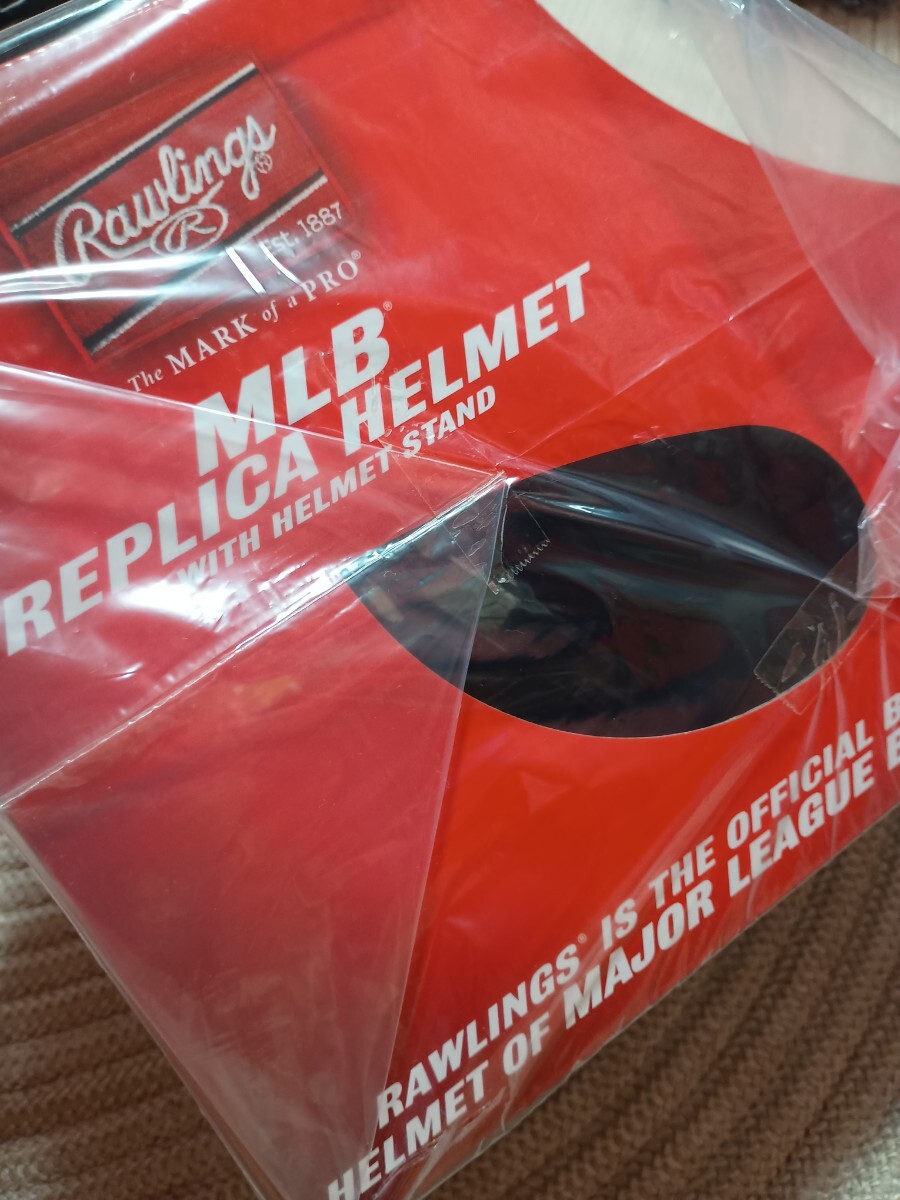 Rawlings®
R
Est. 1887
The MARK of a PRO®
MLB®
REPLICA HELMET
WITH HELMET STAND
RAWLINGS® IS THE OFFICIAL B
HELMET OF MAJOR LEAGUE B